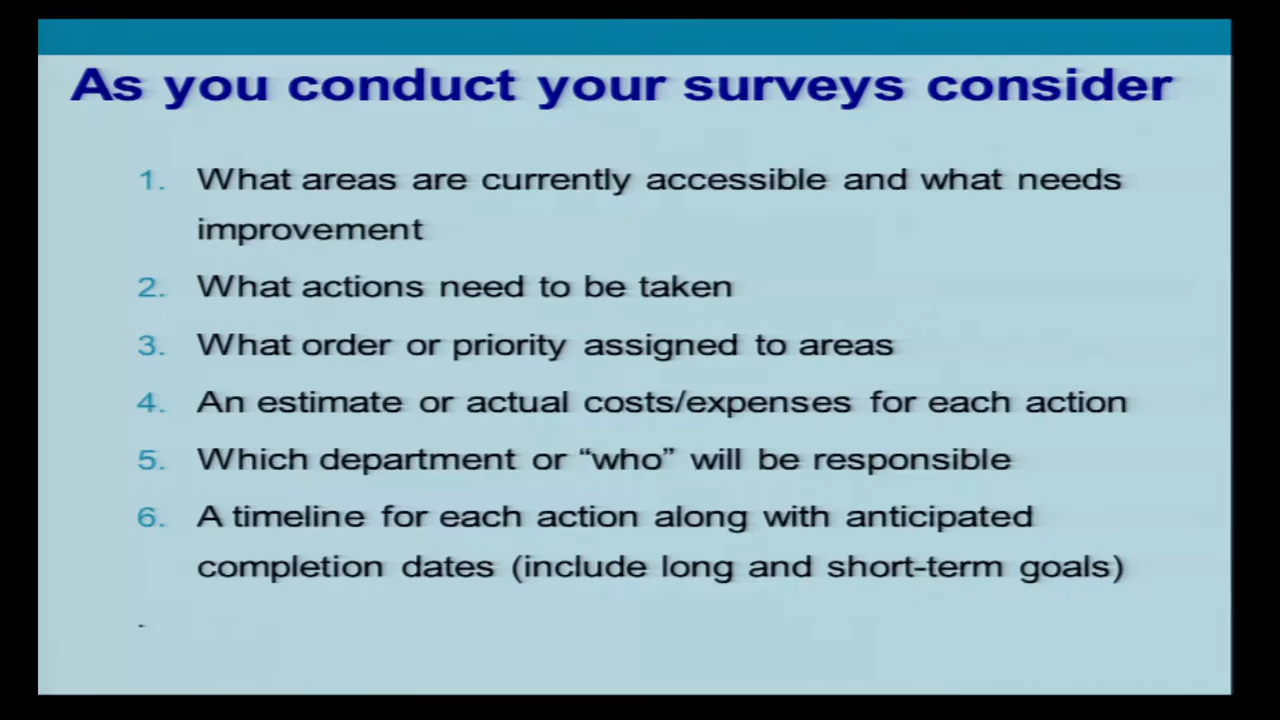 As you conduct your surveys consider
1. What areas are currently accessible and what needs
improvement
2. What actions need to be taken
3. What order or priority assigned to areas
4. An estimate or actual costs/expenses for each action
5. Which department or “who” will be responsible
6. A timeline for each action along with anticipated
completion dates (include long and short-term goals)